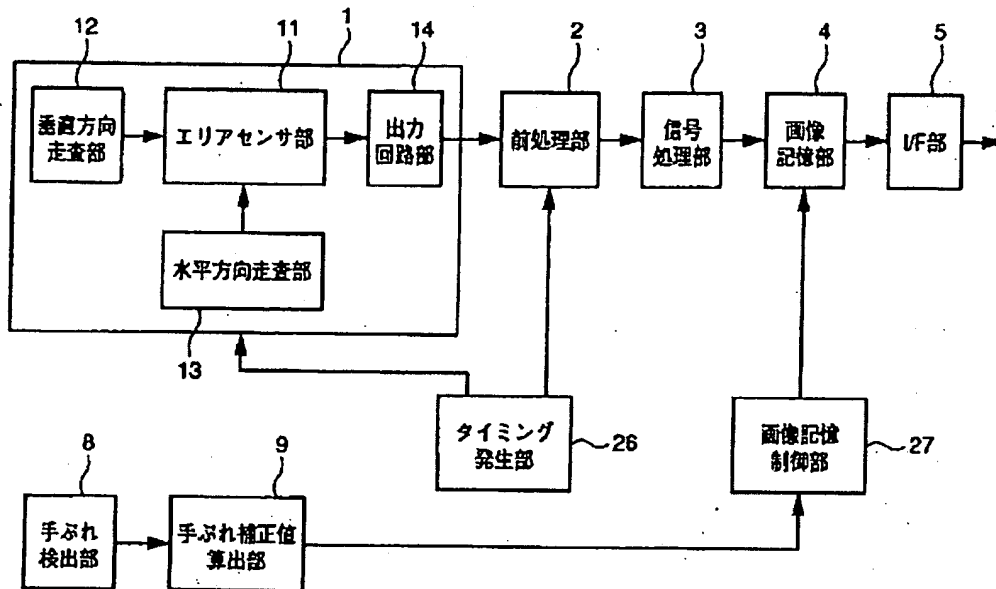 1
12
11
14
2
3
4
5
垂直方向
走査部
エリアセンサ部
出力
回路部
前処理部
信号
処理部
画像
記憶部
I/F部
水平方向走査部
13
タイミング
発生部
26
画像記憶
制御部
27
8
9
手ぶれ
検出部
手ぶれ補正値
算出部